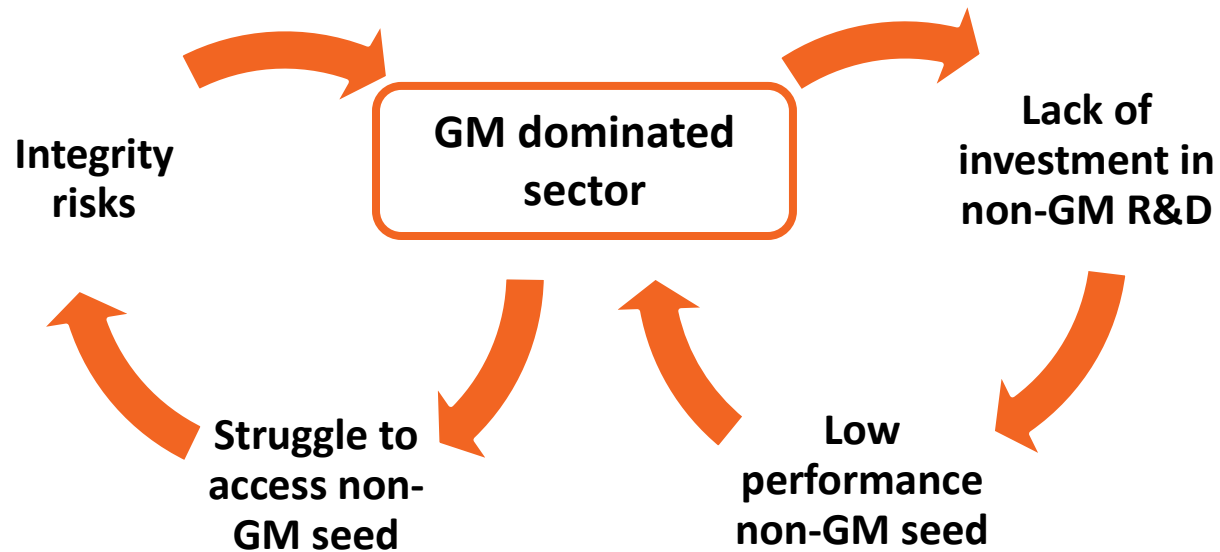 GM dominated
sector
Lack of
investment in
non-GM R&D
Low
performance
non-GM seed
Struggle to
access non-
GM seed
Integrity
risks